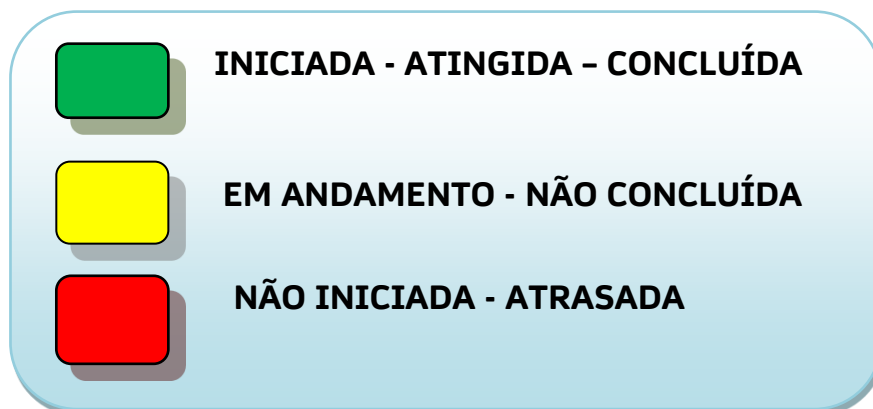 INICIADA - ATINGIDA – CONCLUÍDA
EM ANDAMENTO - NÃO CONCLUÍDA
NÃO INICIADA - ATRASADA